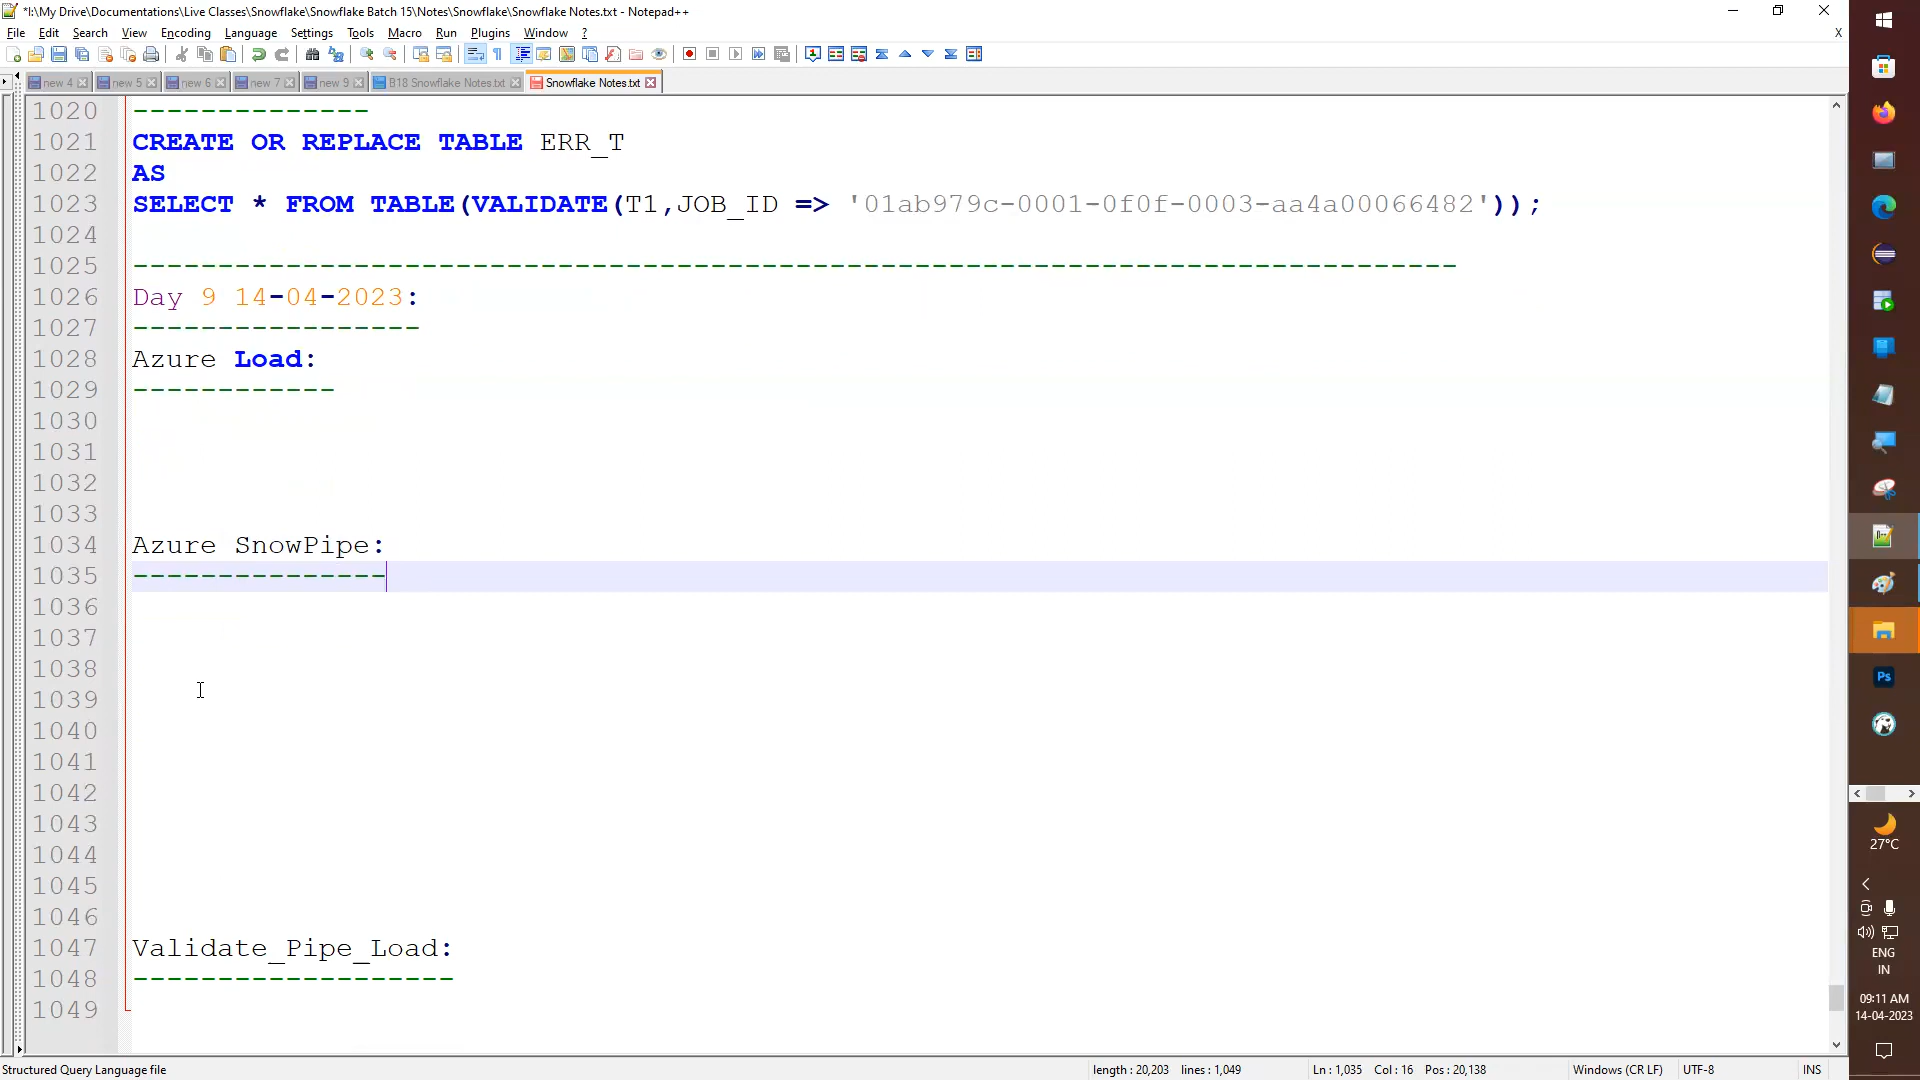 *I:\My Drive\Documentations\Live Classes\Snowflake\Snowflake Batch 15\Notes\Snowflake\Snowflake Notes.txt - Notepad++
File Edit Search View Encoding Language Settings Tools Macro Run Plugins Window ? X
new 4 new 5 new 6 new 7 new 9 B18 Snowflake Notes.txt Snowflake Notes.txt
1020 --------------
1021 CREATE OR REPLACE TABLE ERR_T
1022 AS
1023 SELECT * FROM TABLE(VALIDATE(T1,JOB_ID => '01ab979c-0001-0f0f-0003-aa4a00066482'));
1024
1025 ------------------------------------------------------------------------------
1026 Day 9 14-04-2023:
1027 -----------------
1028 Azure Load:
1029 ------------
1030
1031
1032
1033
1034 Azure SnowPipe:
1035 ---------------
1036
1037
1038
1039
1040
1041
1042
1043
1044
1045
1046
1047 Validate_Pipe_Load:
1048 -------------------
1049
Structured Query Language file length : 20,203 lines : 1,049 Ln : 1,035 Col : 16 Pos : 20,138 Windows (CR LF) UTF-8 INS
Ps
27°C
ENG
IN
09:11 AM
14-04-2023